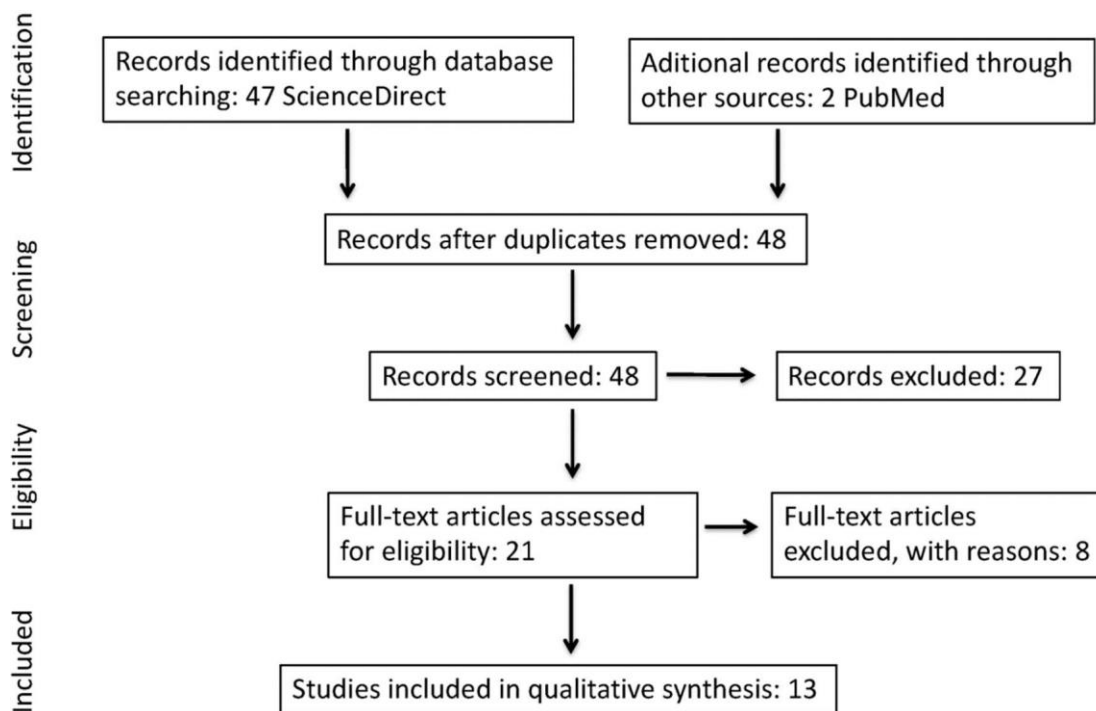 Identification
Records identified through database
searching: 47 ScienceDirect
Aditional records identified through
other sources: 2 PubMed
Screening
Records after duplicates removed: 48
Records screened: 48
Records excluded: 27
Eligibility
Full-text articles assessed
for eligibility: 21
Full-text articles
excluded, with reasons: 8
Included
Studies included in qualitative synthesis: 13